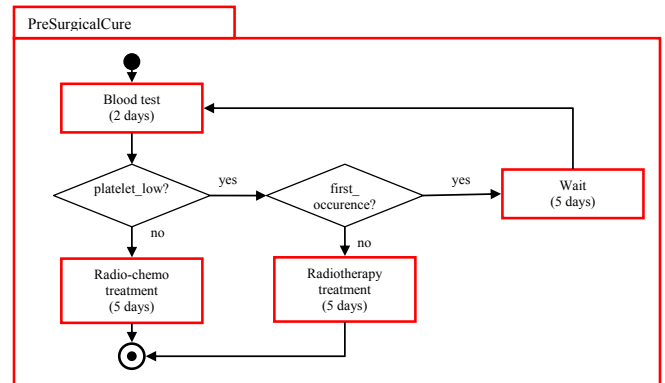 PreSurgicalCure
Blood test
(2 days)
platelet_low?
yes
first_
occurence?
yes
Wait
(5 days)
no
no
Radio-chemo
treatment
(5 days)
Radiotherapy
treatment
(5 days)